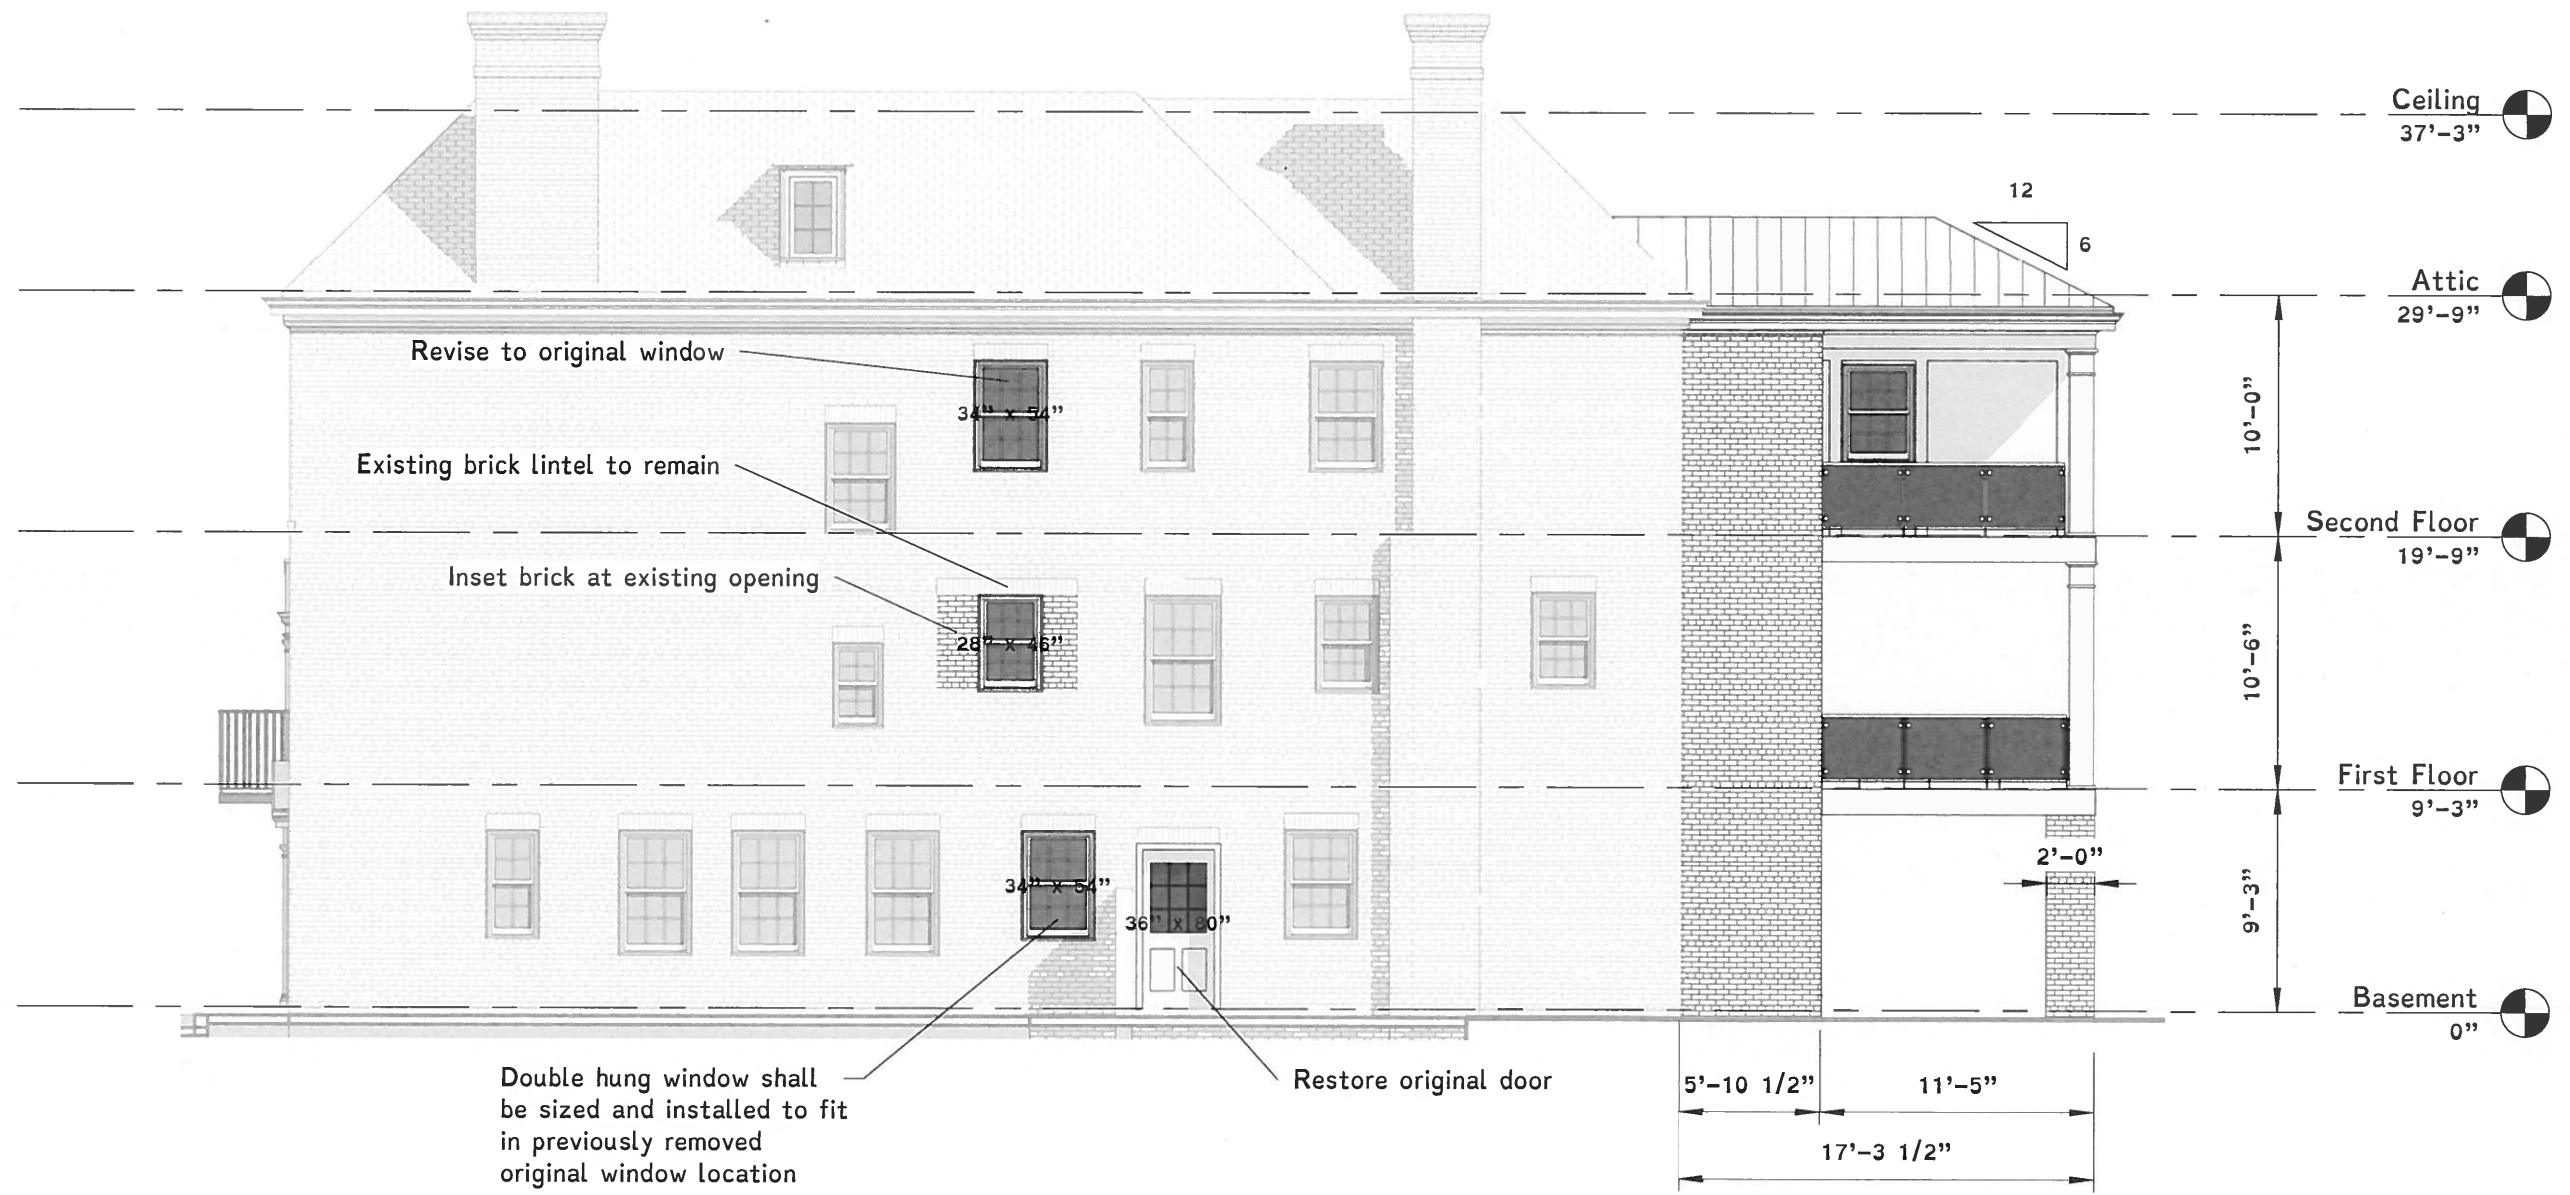 Ceiling
37'-3"
12
6
Attic
29'-9"
Revise to original window
34" x 54"
10'-0"
Existing brick lintel to remain
Second Floor
19'-9"
Inset brick at existing opening
28" x 46"
10'-6"
First Floor
9'-3"
2'-0"
34" x 54"
36" x 80"
9'-3"
Basement
0"
Double hung window shall
be sized and installed to fit
in previously removed
original window location
Restore original door
5'-10 1/2"
11'-5"
17'-3 1/2"